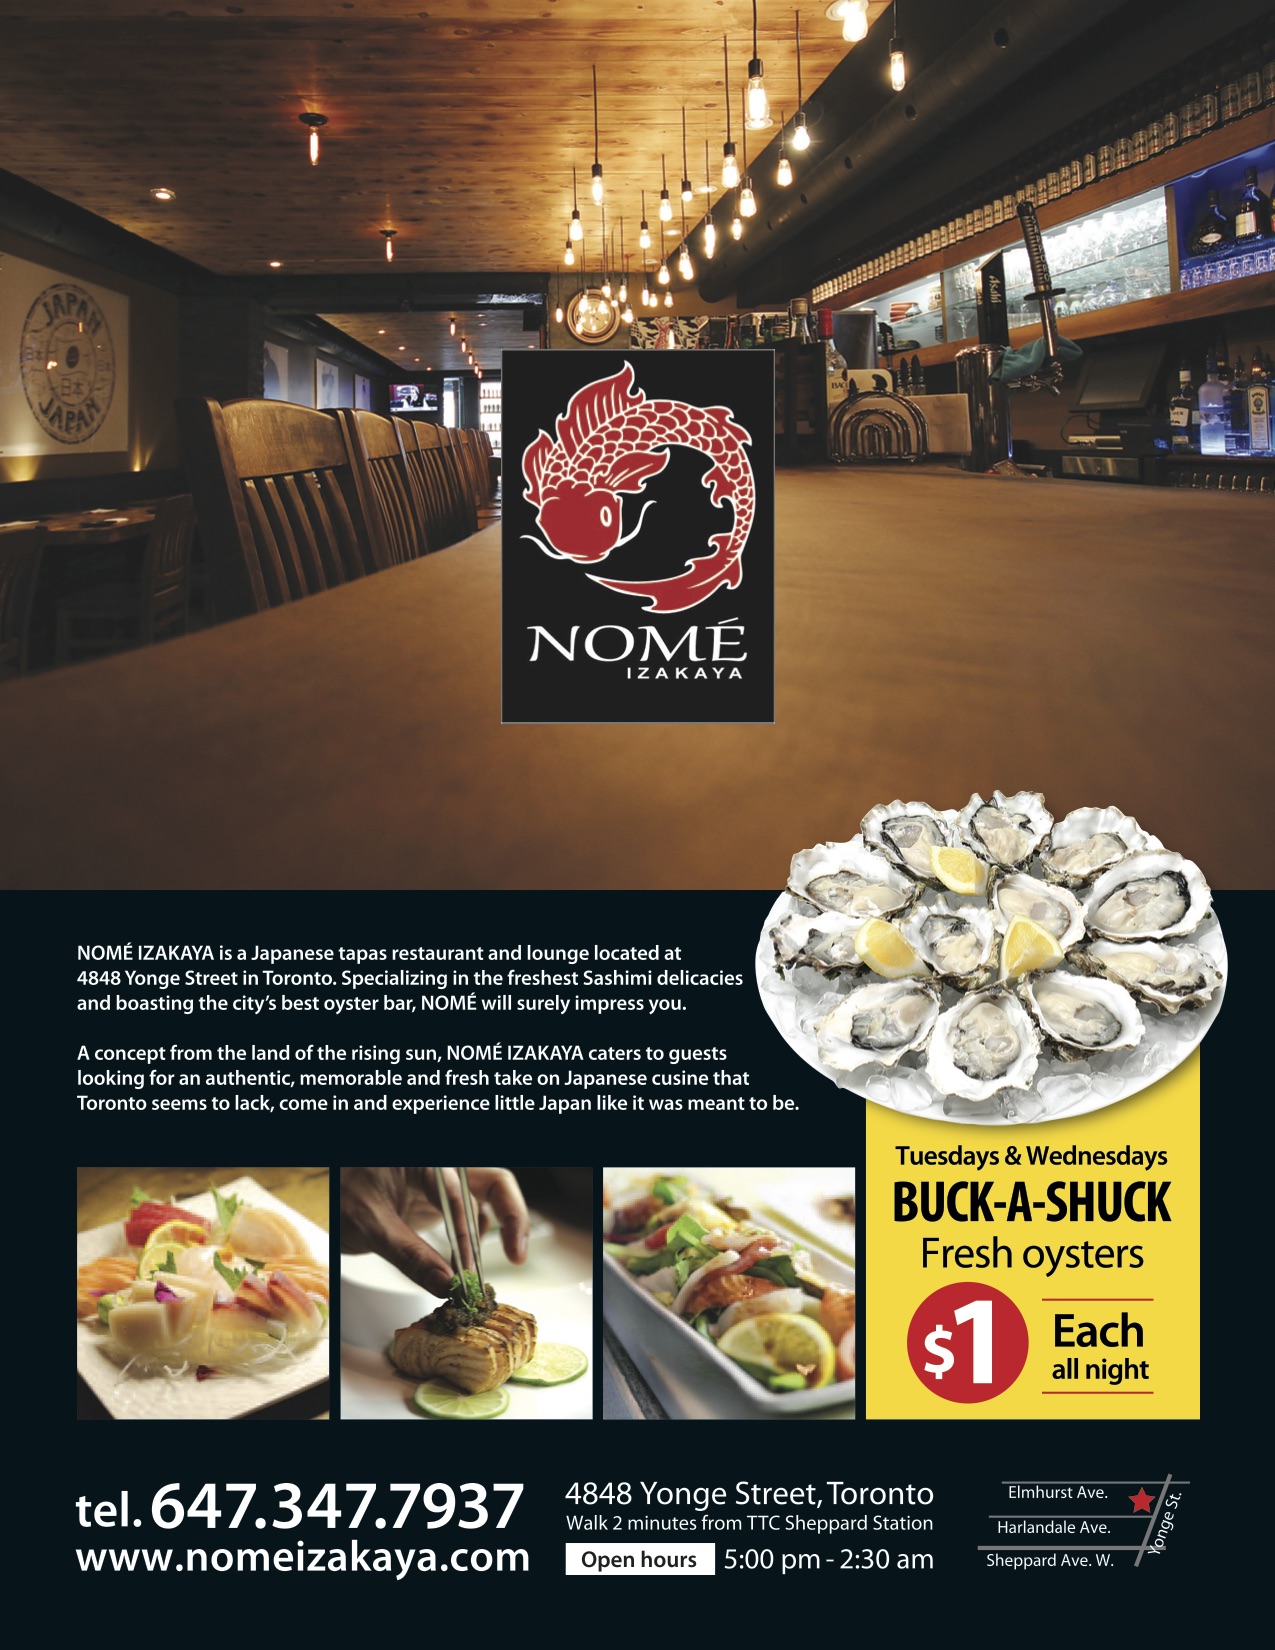 JAPAN
日本
JAPAN
Asahi
NOMÉ
IZAKAYA
NOMÉ IZAKAYA is a Japanese tapas restaurant and lounge located at
4848 Yonge Street in Toronto. Specializing in the freshest Sashimi delicacies
and boasting the city's best oyster bar, NOMÉ will surely impress you.
A concept from the land of the rising sun, NOMÉ IZAKAYA caters to guests
looking for an authentic, memorable and fresh take on Japanese cusine that
Toronto seems to lack, come in and experience little Japan like it was meant to be.
Tuesdays & Wednesdays
BUCK-A-SHUCK
Fresh oysters
$1 Each
all night
tel. 647.347.7937
www.nomeizakaya.com
4848 Yonge Street, Toronto
Walk 2 minutes from TTC Sheppard Station
Open hours 5:00 pm - 2:30 am
Elmhurst Ave.
Harlandale Ave.
Sheppard Ave. W.
Yonge St.